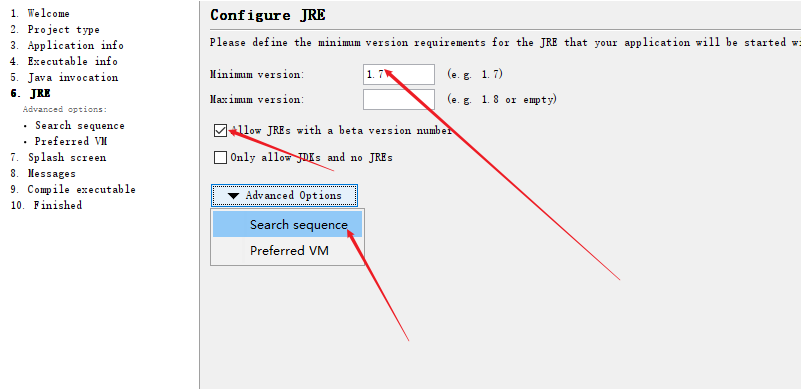 1. Welcome
2. Project type
3. Application info
4. Executable info
5. Java invocation
6. JRE
Advanced options:
• Search sequence
• Preferred VM
7. Splash screen
8. Messages
9. Compile executable
10. Finished
Configure JRE
Please define the minimum version requirements for the JRE that your application will be started wi
Minimum version: 1.7 (e.g. 1.7)
Maximum version: (e.g. 1.8 or empty)
Allow JREs with a beta version number
Only allow JDKs and no JREs
Advanced Options
Search sequence
Preferred VM